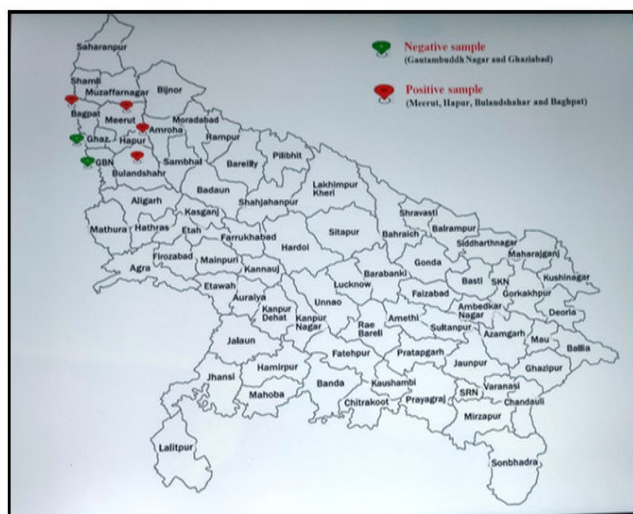 Negative sample
(Gautambuddh Nagar and Ghaziabad)
Positive sample
(Meerut, Hapur, Bulandshahar and Baghpat)
Saharanpur
Shamli
Muzaffarnagar
Bijnor
Bagpat
Meerut
Moradabad
Amroha
Rampur
Ghaz.
Hapur
GBN
Sambhal
Bareilly
Pilibhit
Bulandshahr
Badaun
Lakhimpur
Kheri
Shahjahanpur
Aligarh
Kasganj
Shravasti
Balrampur
Mathura
Hathras
Etah
Farrukhabad
Sitapur
Bahraich
Siddharthnagar
Maharajganj
Hardoi
Agra
Firozabad
Mainpuri
Kannauj
Gonda
Barabanki
Basti
SKN
Kushinagar
Lucknow
Gorkakhpur
Etawah
Auraiya
Unnao
Faizabad
Ambedkar
Nagar
Deoria
Kanpur
Dehat
Kanpur
Nagar
Rae
Bareli
Amethi
Sultanpur
Azamgarh
Mau
Ballia
Jalaun
Fatehpur
Pratapgarh
Jaunpur
Ghazipur
Hamirpur
Jhansi
Mahoba
Banda
Kaushambi
Varanasi
Chitrakoot
Prayagraj
SRN
Chandauli
Mirzapur
Lalitpur
Sonbhadra